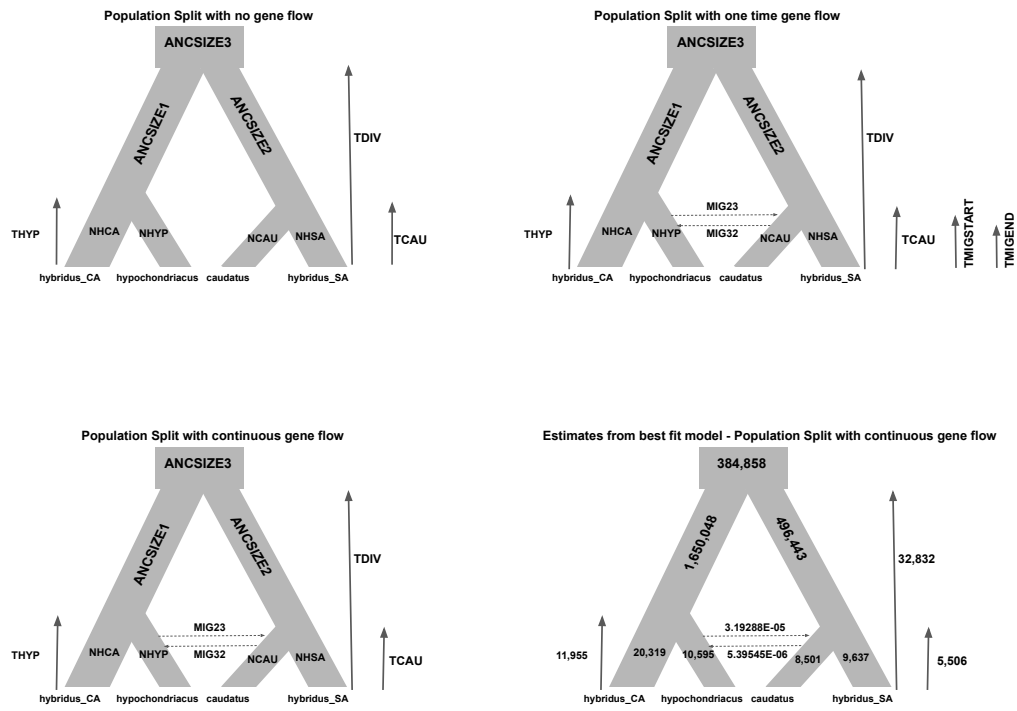 Population Split with no gene flow
ANCSIZE3
ANCSIZE1
ANCSIZE2
TDIV
THYP
NHCA
NHYP
NCAU
NHSA
TCAU
hybridus_CA hypochondriacus caudatus hybridus_SA
Population Split with one time gene flow
ANCSIZE3
ANCSIZE1
ANCSIZE2
TDIV
MIG23
THYP
NHCA
NHYP
MIG32
NCAU
NHSA
TCAU
TMIGSTART
TMIGEND
hybridus_CA hypochondriacus caudatus hybridus_SA
Population Split with continuous gene flow
ANCSIZE3
ANCSIZE1
ANCSIZE2
TDIV
MIG23
THYP
NHCA
NHYP
MIG32
NCAU
NHSA
TCAU
hybridus_CA hypochondriacus caudatus hybridus_SA
Estimates from best fit model - Population Split with continuous gene flow
384,858
1,650,048
496,443
32,832
3.19288E-05
11,955
20,319
10,595
5.39545E-06
8,501
9,637
5,506
hybridus_CA hypochondriacus caudatus hybridus_SA